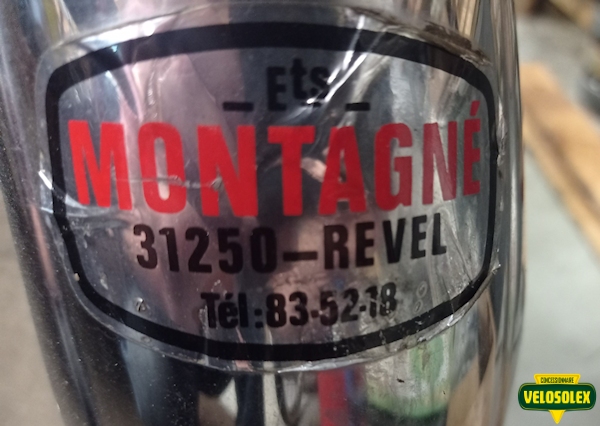 - Ets -
MONTAGNÉ
31250-REVEL
Tél:83-52-18
CONCESSIONNAIRE
VELOSOLEX